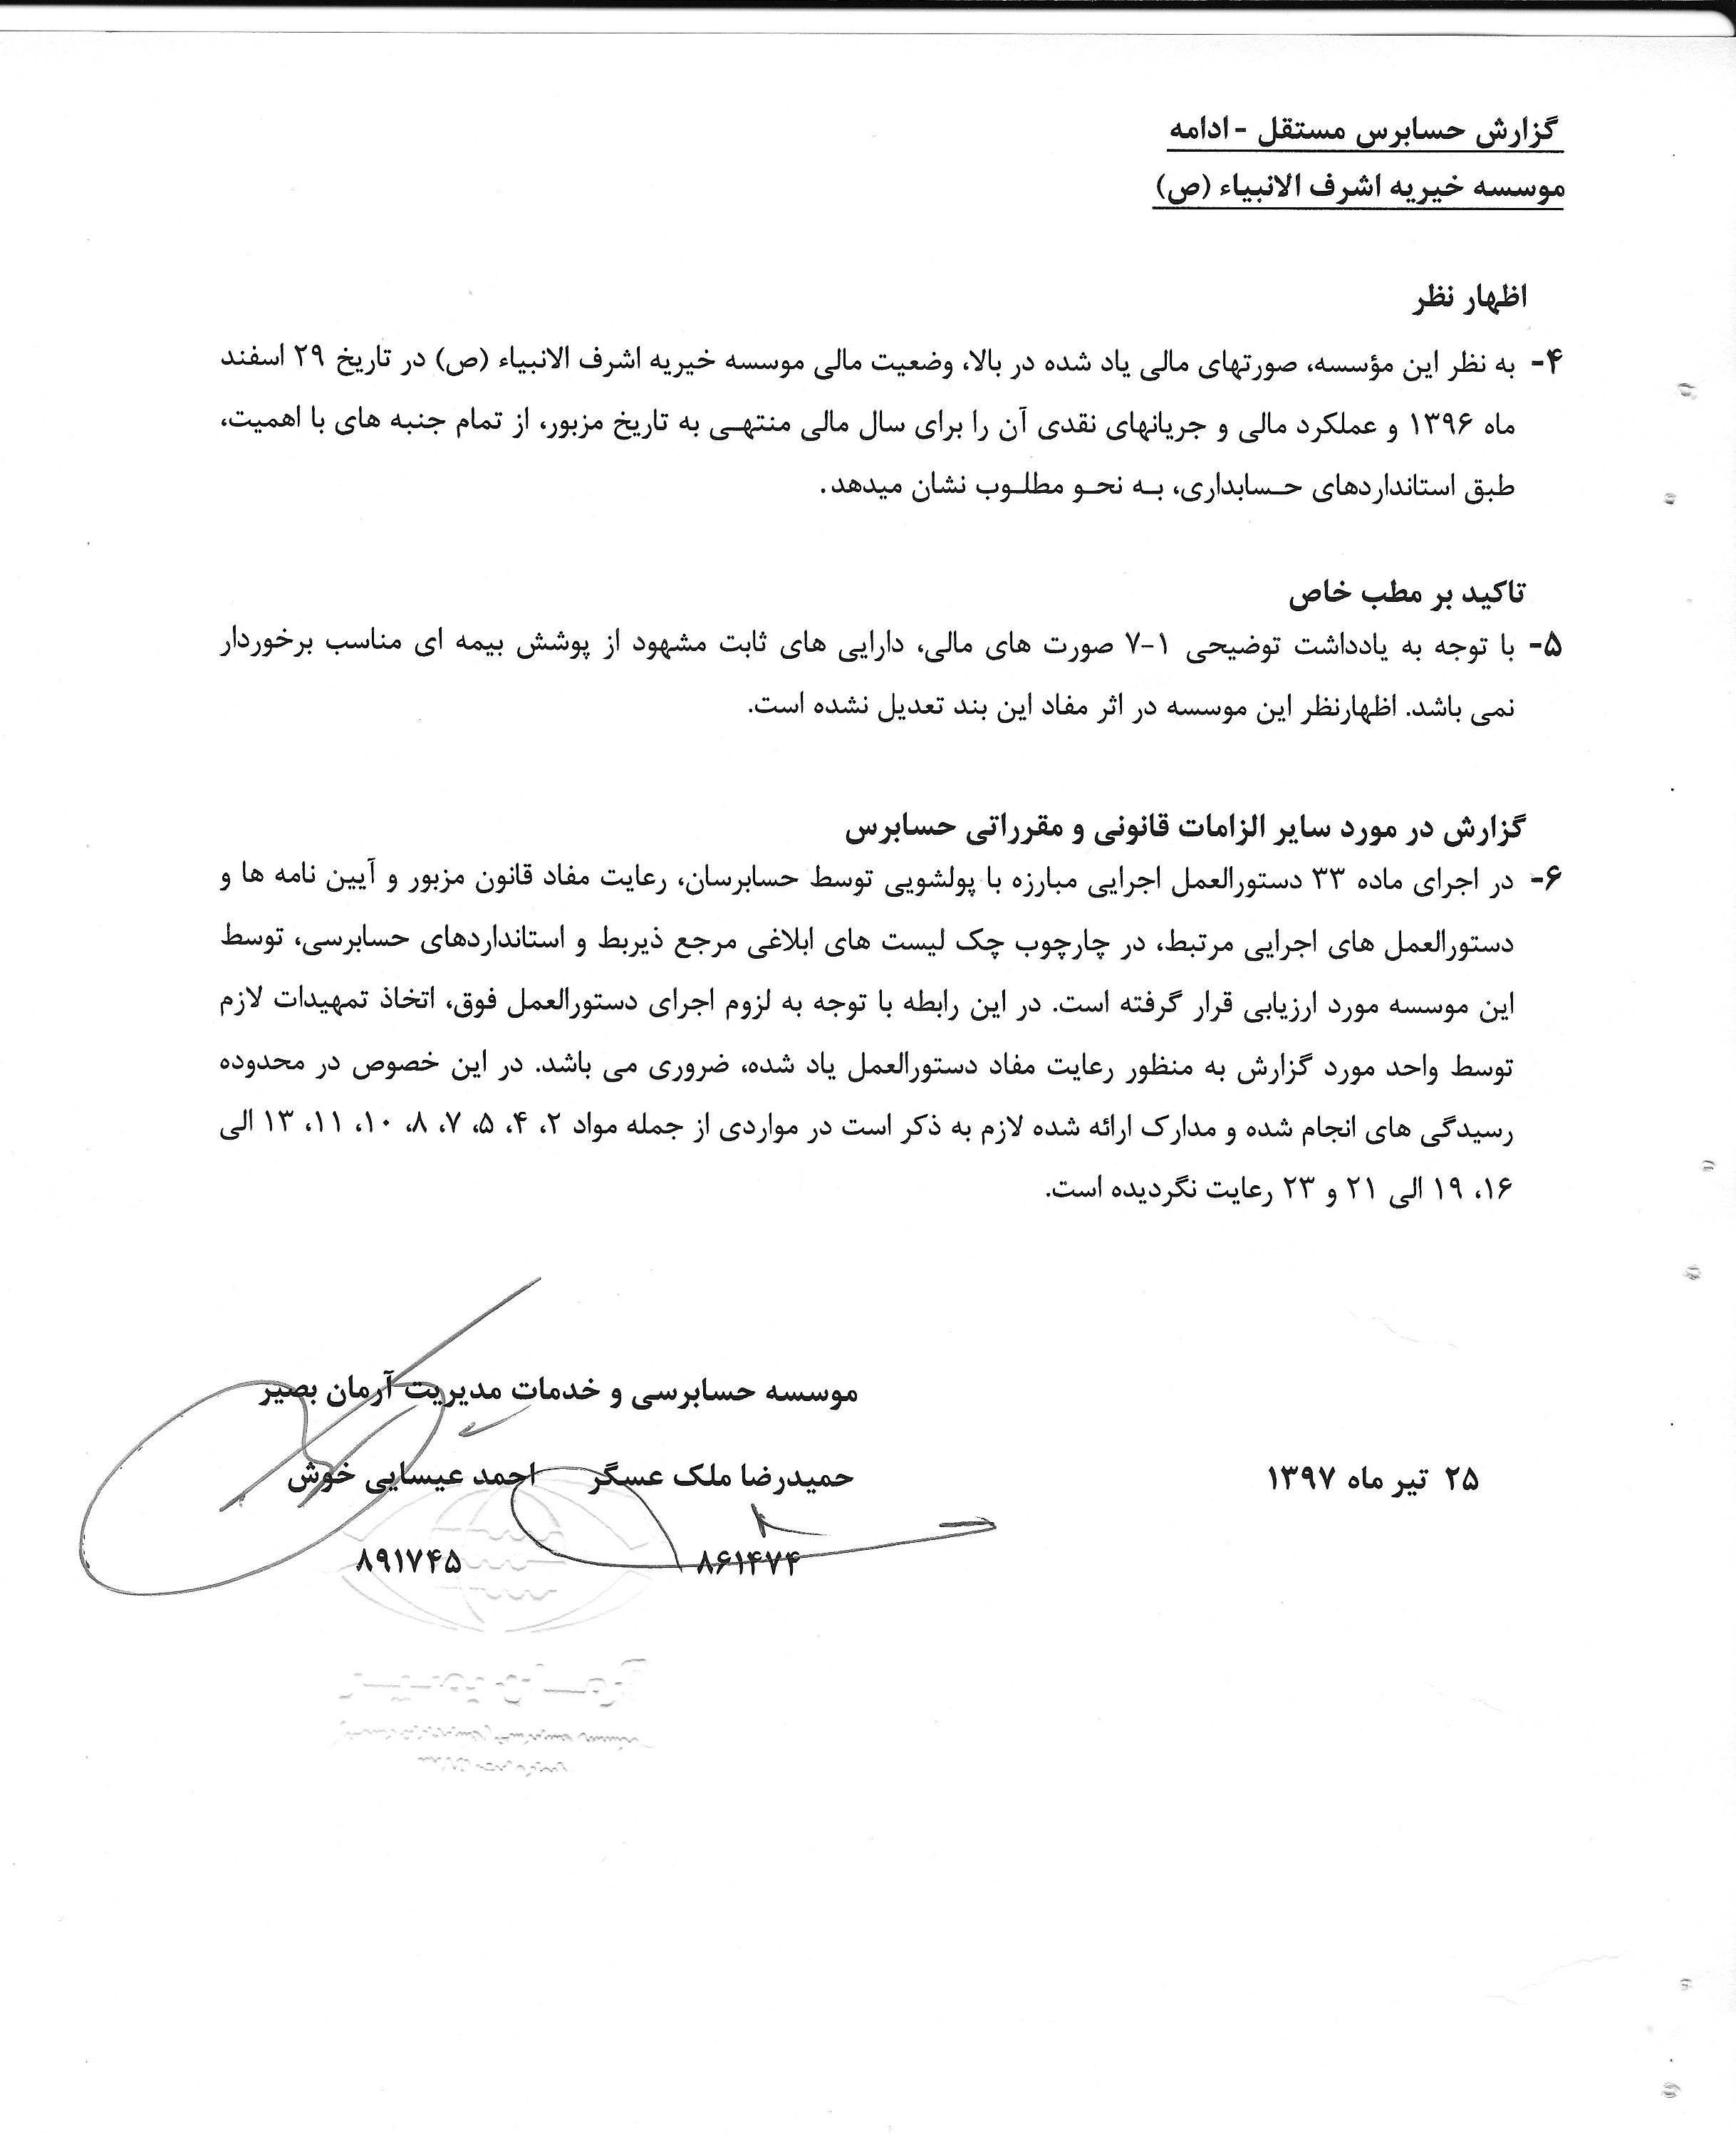 گزارش حسابرس مستقل - ادامه
موسسه خیریه اشرف الانبیاء (ص)
اظهار نظر
۴- به نظر این مؤسسه، صورتهای مالی یاد شده در بالا، وضعیت مالی موسسه خیریه اشرف الانبیاء (ص) در تاریخ ۲۹ اسفند
ماه ۱۳۹۶ و عملکرد مالی و جریانهای نقدی آن را برای سال مالی منتهـی به تاریخ مزبور، از تمام جنبه های با اهمیت،
طبق استانداردهای حـسابداری، بـه نحـو مطلـوب نشان میدهد.
تاکید بر مطب خاص
۵- با توجه به یادداشت توضیحی ۱-۷ صورت های مالی، دارایی های ثابت مشهود از پوشش بیمه ای مناسب برخوردار
نمی باشد. اظهارنظر این موسسه در اثر مفاد این بند تعدیل نشده است.
گزارش در مورد سایر الزامات قانونی و مقرراتی حسابرس
۶- در اجرای ماده ۳۳ دستورالعمل اجرایی مبارزه با پولشویی توسط حسابرسان، رعایت مفاد قانون مزبور و آیین نامه ها و
دستورالعمل های اجرایی مرتبط، در چارچوب چک لیست های ابلاغی مرجع ذیربط و استانداردهای حسابرسی، توسط
این موسسه مورد ارزیابی قرار گرفته است. در این رابطه با توجه به لزوم اجرای دستورالعمل فوق، اتخاذ تمهیدات لازم
توسط واحد مورد گزارش به منظور رعایت مفاد دستورالعمل یاد شده، ضروری می باشد. در این خصوص در محدوده
رسیدگی های انجام شده و مدارک ارائه شده لازم به ذکر است در مواردی از جمله مواد ۲، ۴، ۵، ۷، ۸، ۱۰، ۱۱، ۱۳ الی
۱۶، ۱۹ الی ۲۱ و ۲۳ رعایت نگردیده است.
موسسه حسابرسی و خدمات مدیریت آرمان بصیر
۲۵ تیر ماه ۱۳۹۷ حمیدرضا ملک عسگر احمد عیسایی خوش
۸۶۱۴۷۴ ۸۹۱۷۴۵